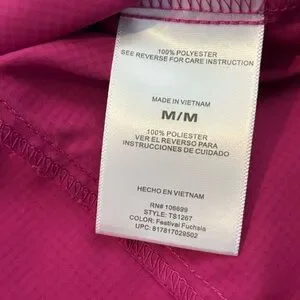 100% POLYESTER
SEE REVERSE FOR CARE INSTRUCTION
MADE IN VIETNAM
M/M
100% POLIESTER
VER EL REVERSO PARA
INSTRUCCIONES DE CUIDADO
HECHO EN VIETNAM
RN# 106699
STYLE: TS1267
COLOR: Festival Fuchsia
UPC: 817817029502